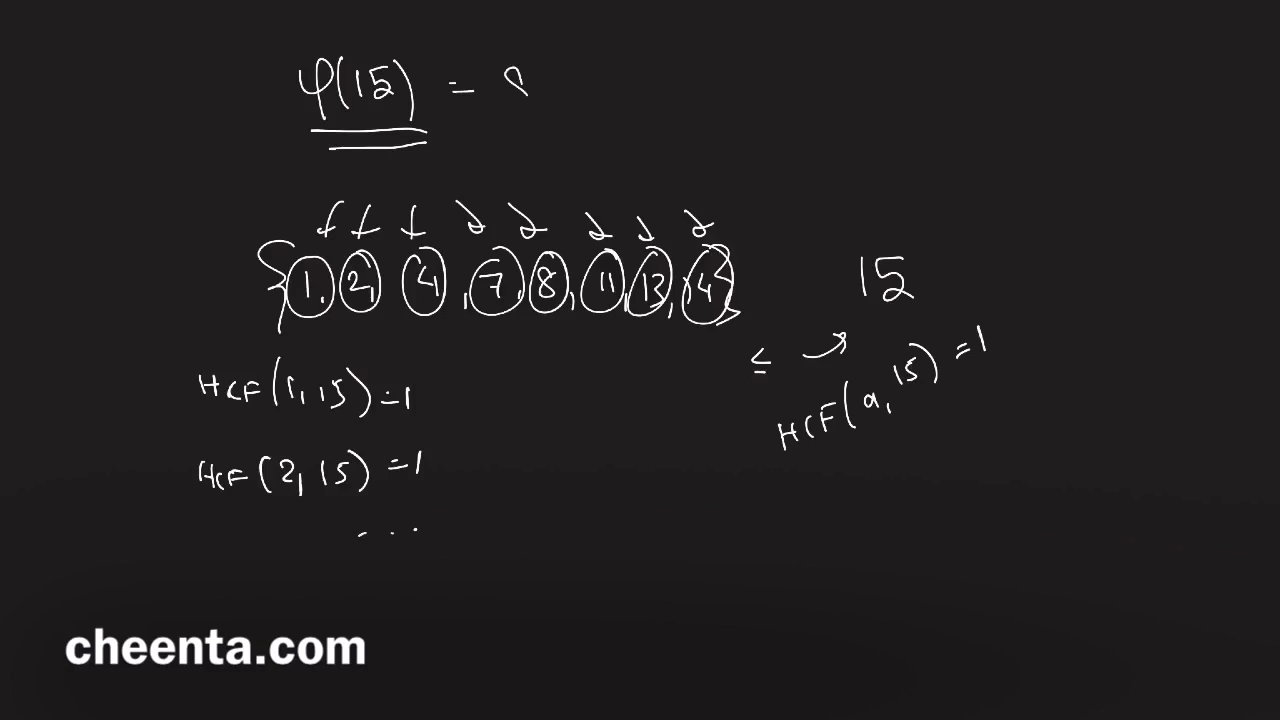 φ(15) = 8
{1, 2, 4, 7, 8, 11, 13, 14} 15
≤
HCF(1, 15) = 1
HCF(a, 15) = 1
HCF(2, 15) = 1
...
cheenta.com